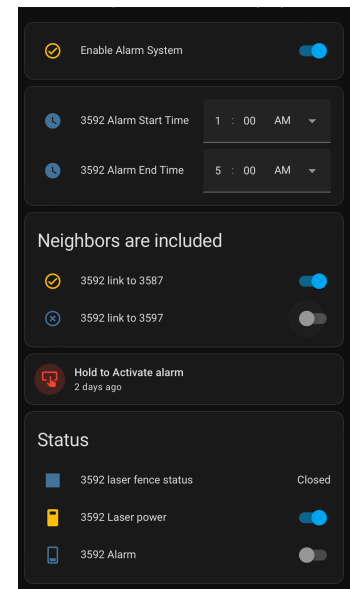 Enable Alarm System
3592 Alarm Start Time 1 : 00 AM
3592 Alarm End Time 5 : 00 AM
Neighbors are included
3592 link to 3587
3592 link to 3597
Hold to Activate alarm
2 days ago
Status
3592 laser fence status Closed
3592 Laser power
3592 Alarm